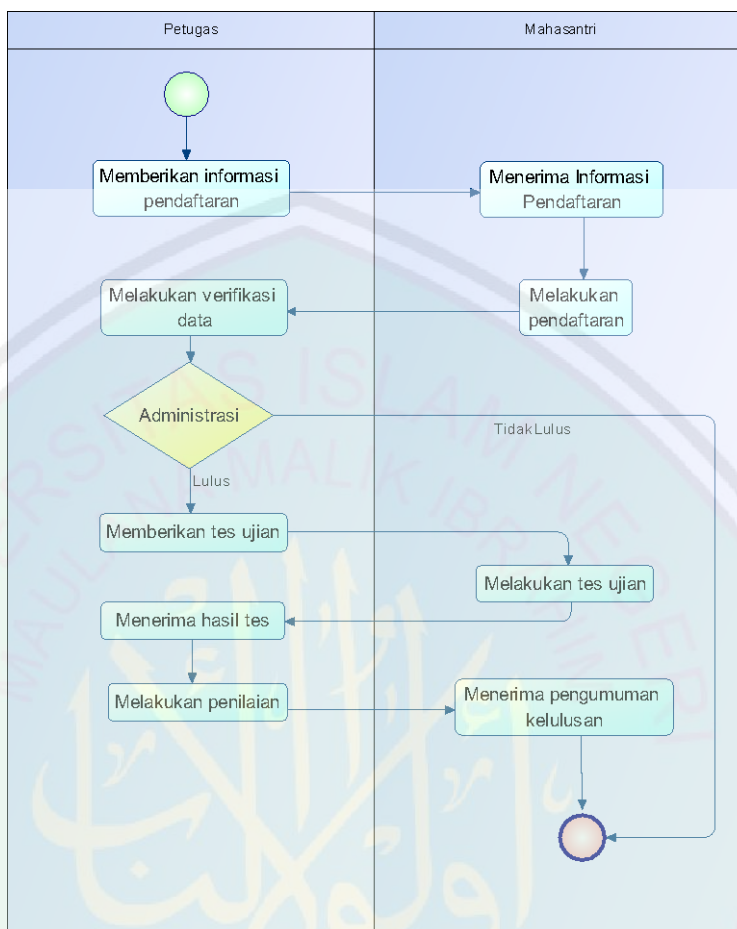 Petugas
Mahasantri
Memberikan informasi
pendaftaran
Menerima Informasi
Pendaftaran
Melakukan verifikasi
data
Melakukan
pendaftaran
Administrasi
TidakLulus
Lulus
Memberikan tes ujian
Melakukan tes ujian
Menerima hasil tes
Melakukan penilaian
Menerima pengumuman
kelulusan